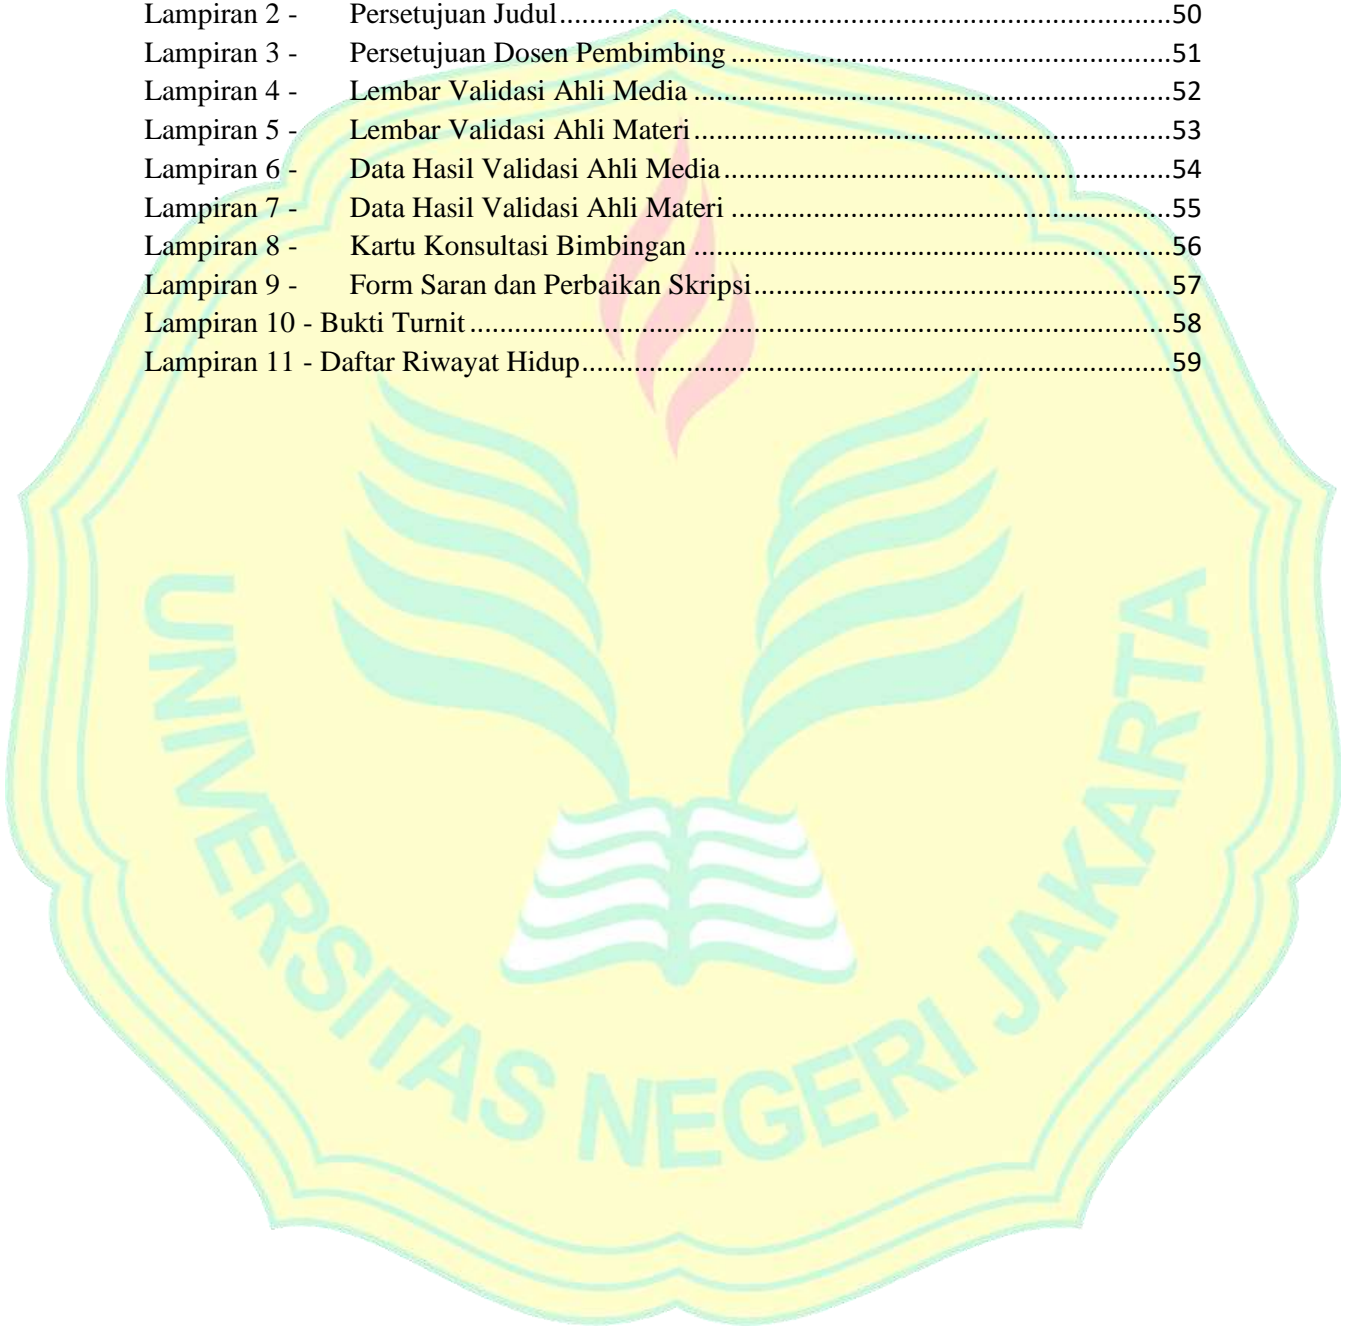 Lampiran 2 - Persetujuan Judul....................................................................................50
Lampiran 3 - Persetujuan Dosen Pembimbing............................................................51
Lampiran 4 - Lembar Validasi Ahli Media.................................................................52
Lampiran 5 - Lembar Validasi Ahli Materi.................................................................53
Lampiran 6 - Data Hasil Validasi Ahli Media.............................................................54
Lampiran 7 - Data Hasil Validasi Ahli Materi............................................................55
Lampiran 8 - Kartu Konsultasi Bimbingan.................................................................56
Lampiran 9 - Form Saran dan Perbaikan Skripsi.........................................................57
Lampiran 10 - Bukti Turnit..............................................................................................58
Lampiran 11 - Daftar Riwayat Hidup...............................................................................59
UNIVERSITAS NEGERI JAKARTA